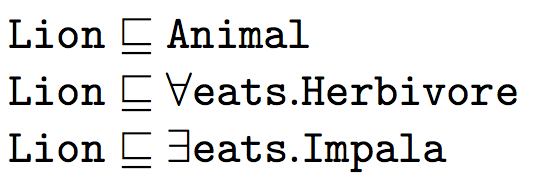 Lion ⊑ Animal
Lion ⊑ ∀eats.Herbivore
Lion ⊑ ∃eats.Impala